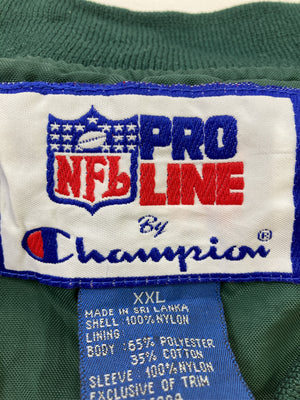 PRO
NFL LINE
By
Champion®
XXL
MADE IN SRI LANKA
SHELL: 100% NYLON
LINING:
BODY: 65% POLYESTER
35% COTTON
SLEEVE 100% NYLON
EXCLUSIVE OF TRIM